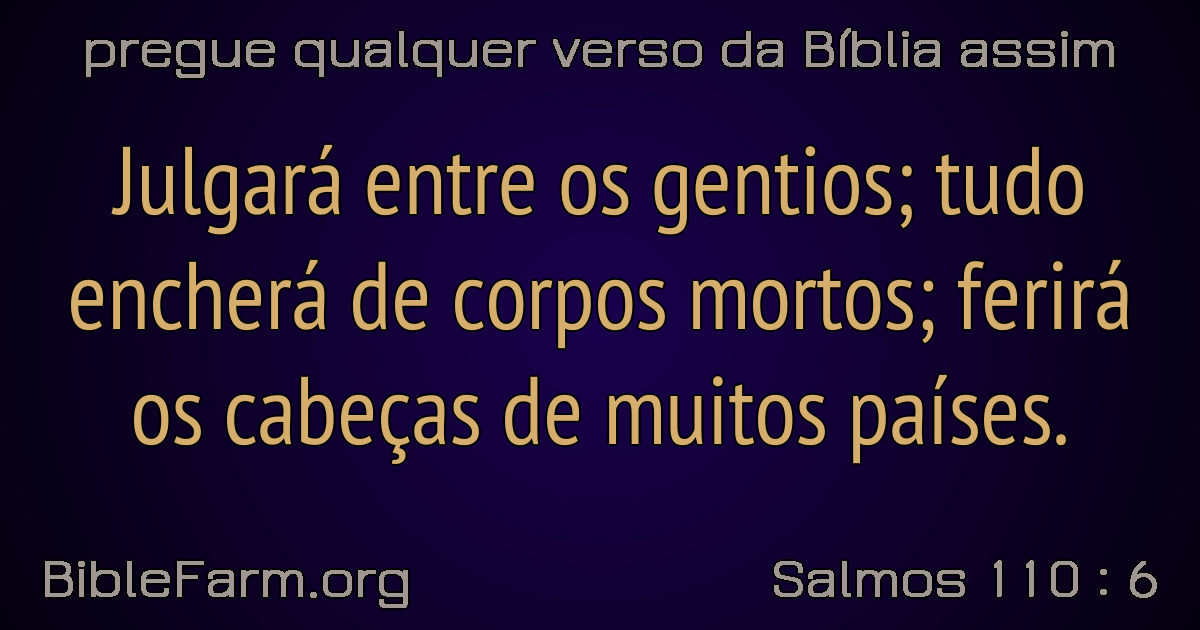 pregue qualquer verso da Bíblia assim
Julgará entre os gentios; tudo
encherá de corpos mortos; ferirá
os cabeças de muitos países.
BibleFarm.org
Salmos 110 : 6